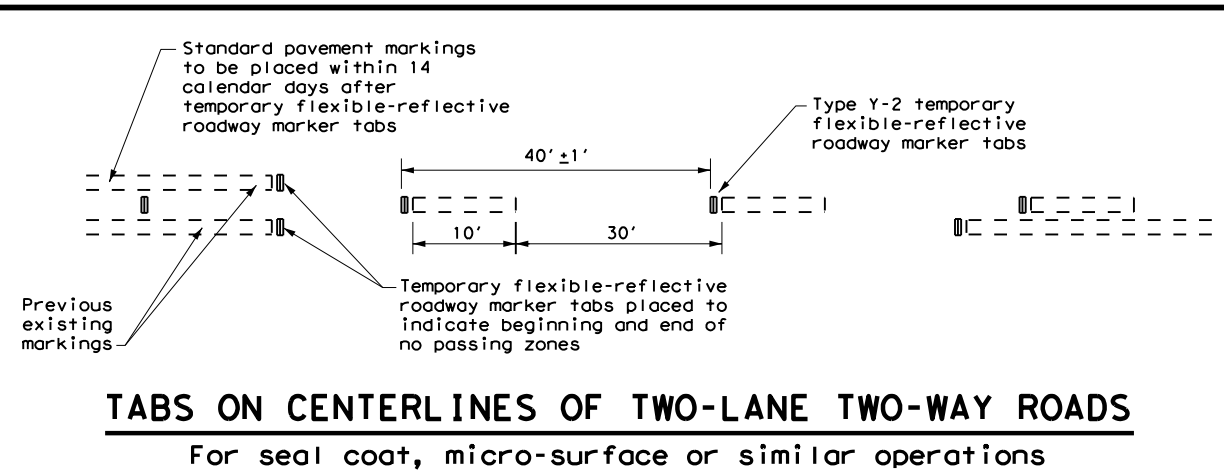 Standard pavement markings
to be placed within 14
calendar days after
temporary flexible-reflective
roadway marker tabs
Type Y-2 temporary
flexible-reflective
roadway marker tabs
40' ±1'
10'
30'
Previous
existing
markings
Temporary flexible-reflective
roadway marker tabs placed to
indicate beginning and end of
no passing zones
TABS ON CENTERLINES OF TWO-LANE TWO-WAY ROADS
For seal coat, micro-surface or similar operations